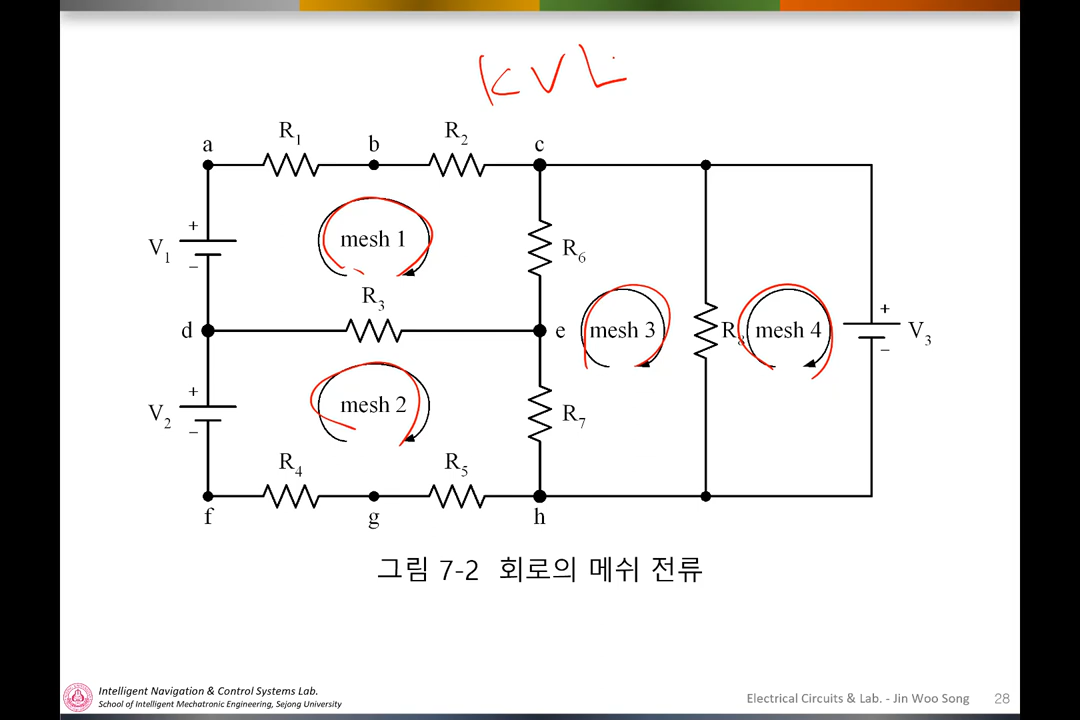 KVL
R1 R2
a b c
+
V1 mesh 1 R6
−
R3
d e mesh 3 R8 mesh 4 + V3 −
+
V2 mesh 2 R7
−
R4 R5
f g h
그림 7-2 회로의 메쉬 전류
Intelligent Navigation & Control Systems Lab.
School of Intelligent Mechatronic Engineering, Sejong University
Electrical Circuits & Lab. - Jin Woo Song 28